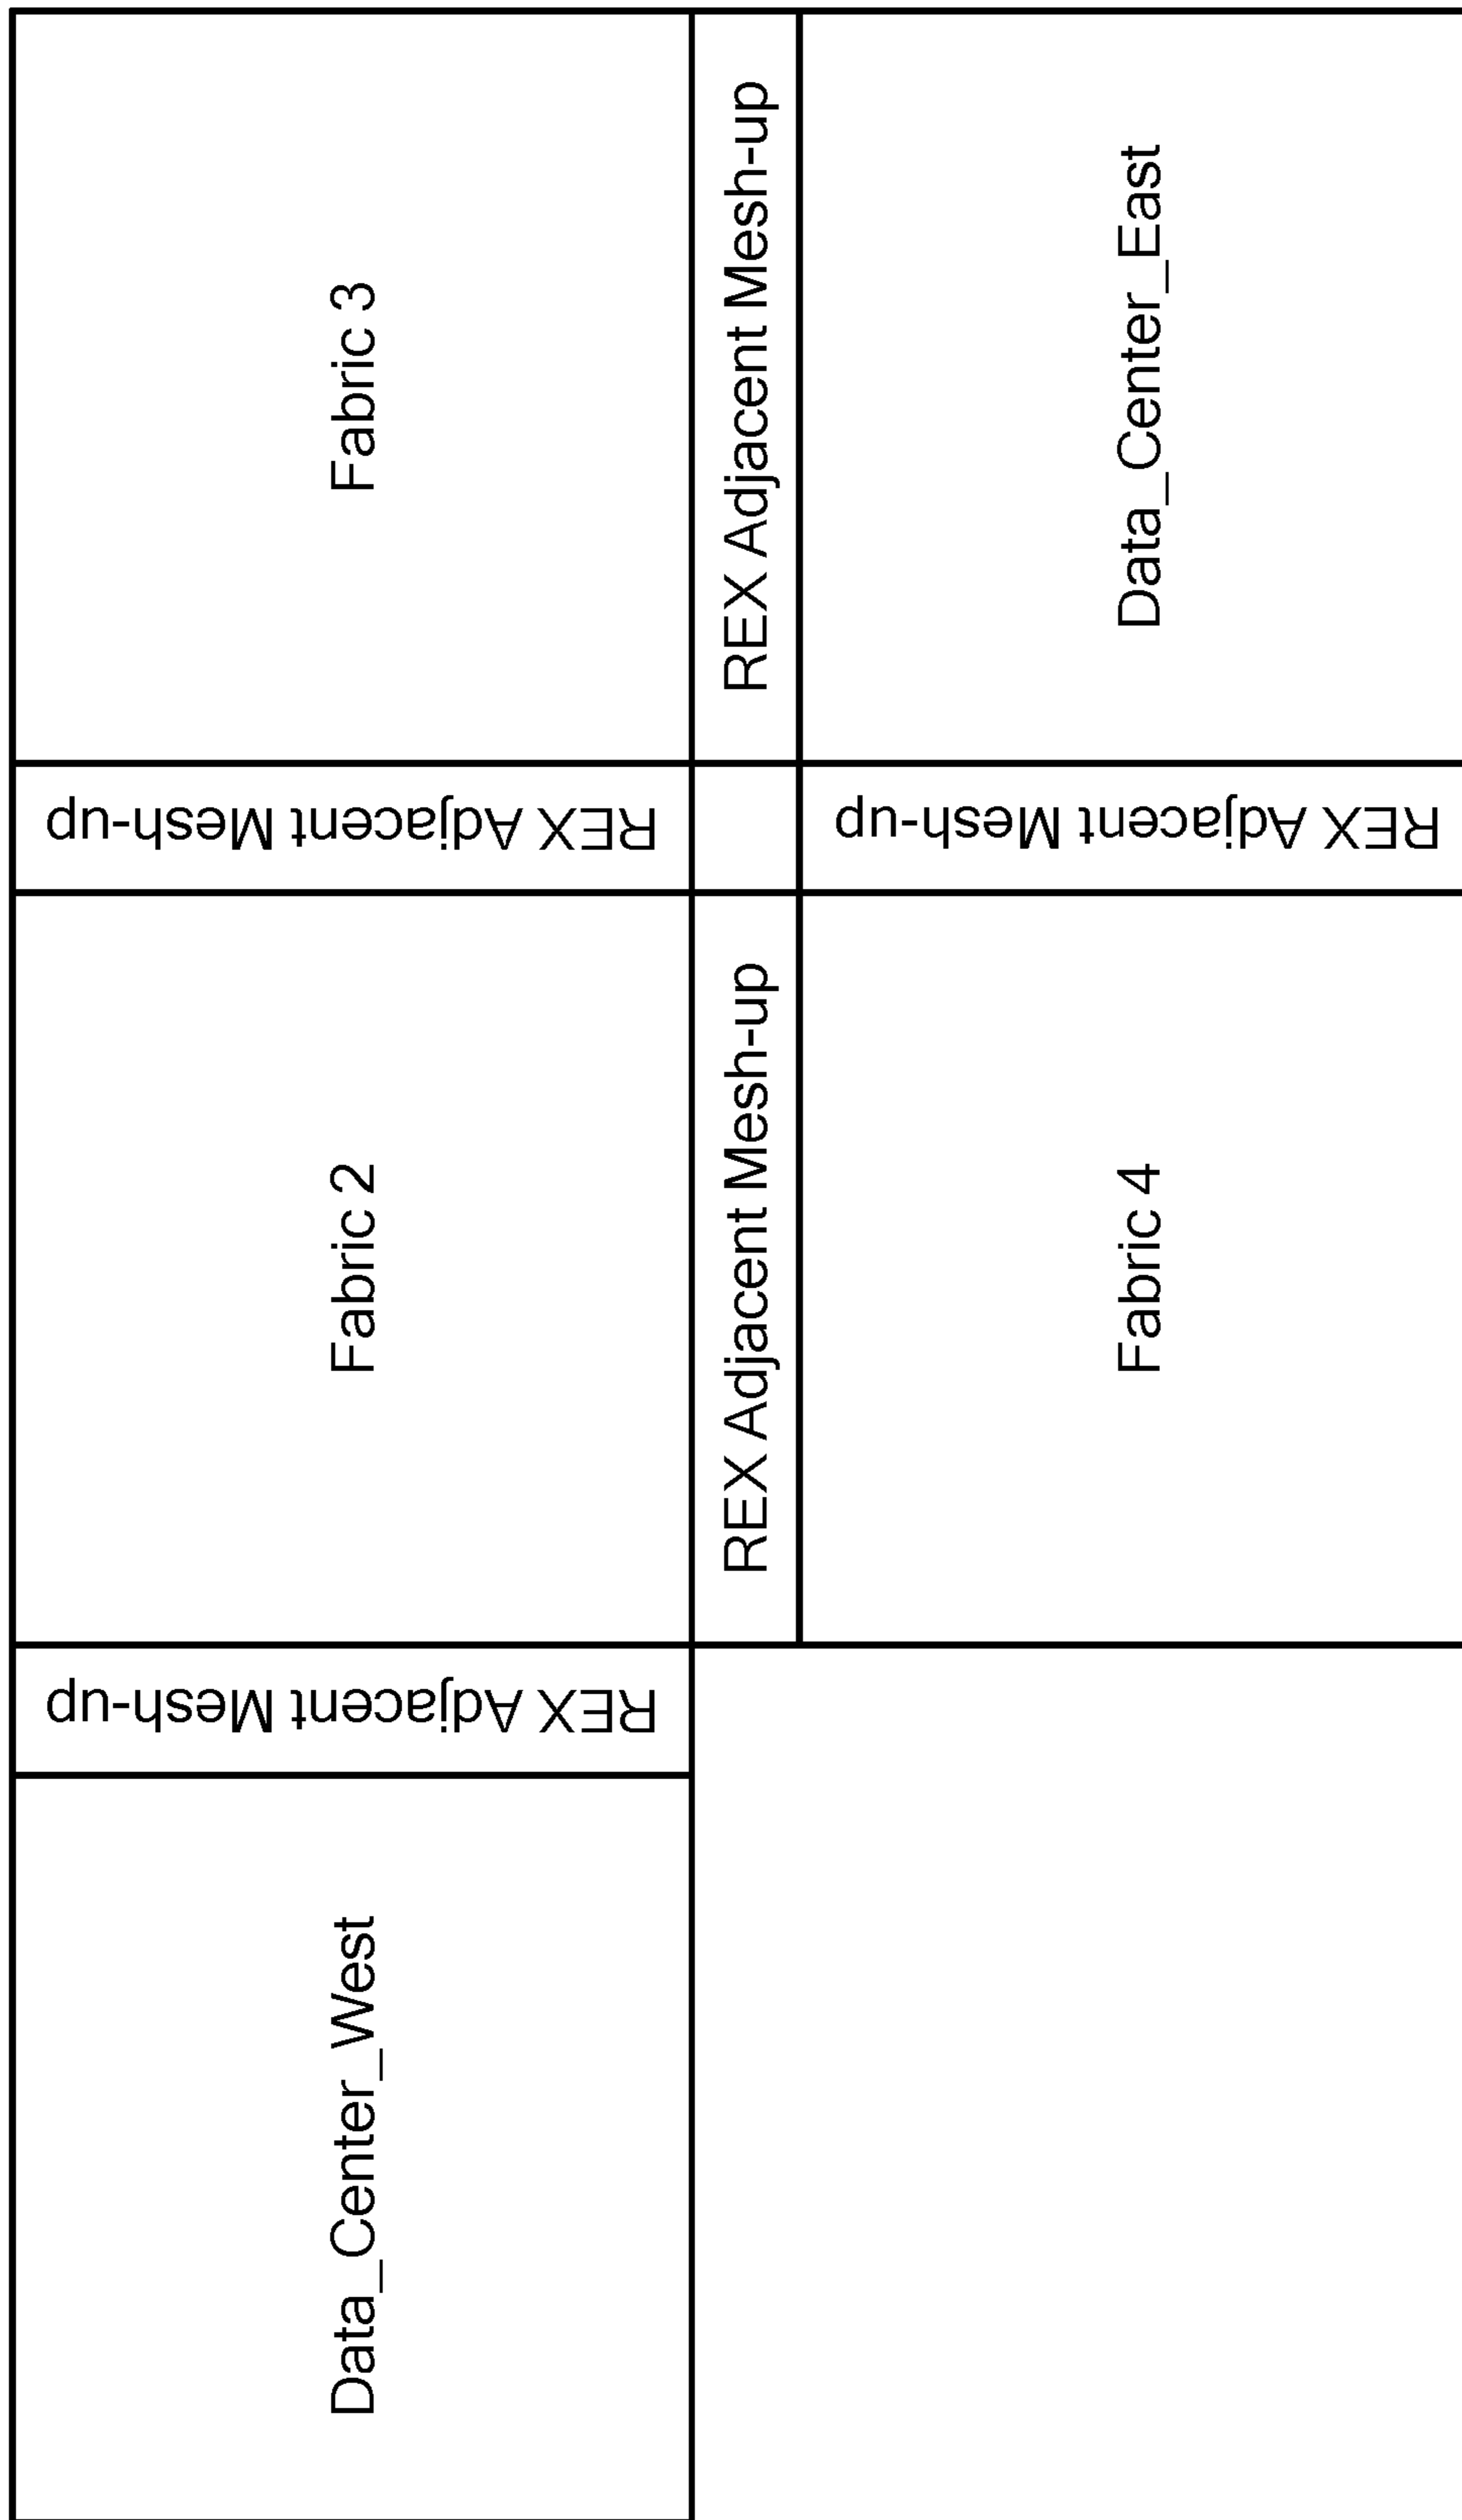 Data_Center_West
REX Adjacent Mesh-up
Fabric 2
REX Adjacent Mesh-up
Fabric 3
REX Adjacent Mesh-up
REX Adjacent Mesh-up
Fabric 4
REX Adjacent Mesh-up
Data_Center_East